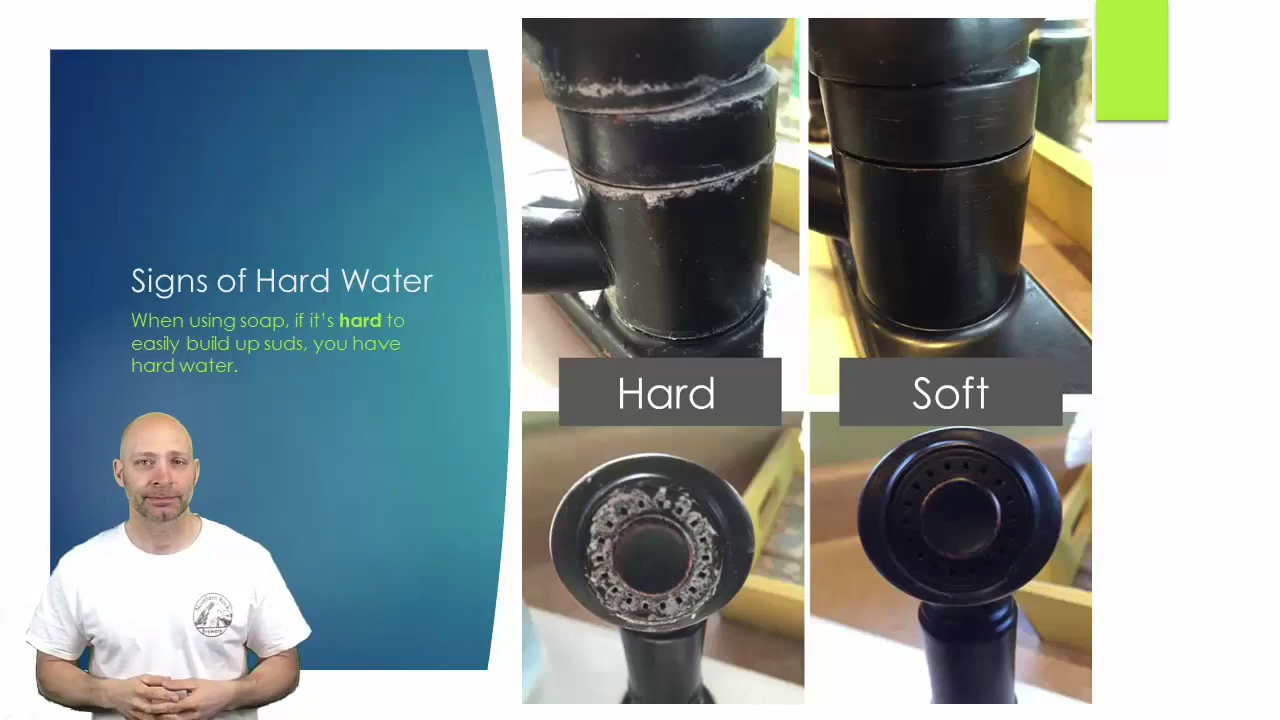 Signs of Hard Water
When using soap, if it's hard to
easily build up suds, you have
hard water.
Hard
Soft
Brewery